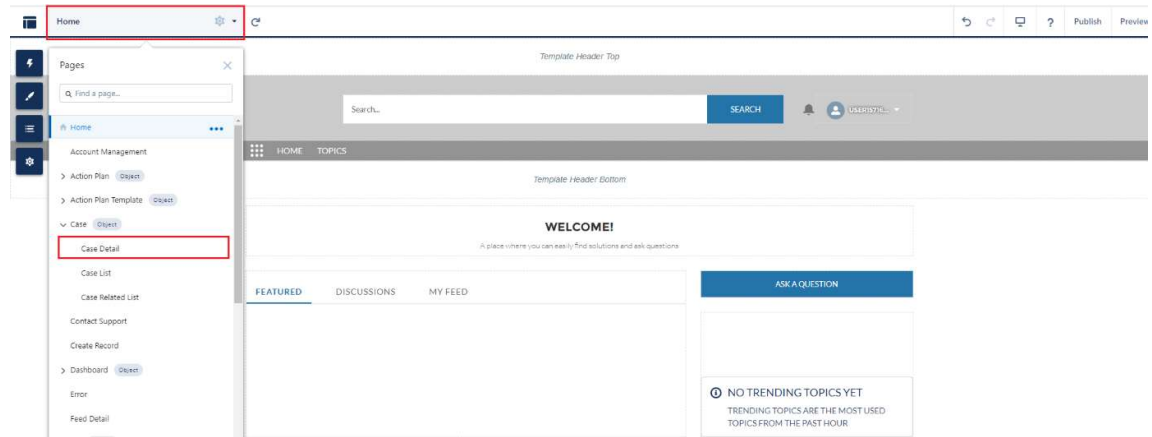 Home
? Publish Preview
Pages
Find a page...
Home
Account Management
Action Plan Object
Action Plan Template Object
Case Object
Case Detail
Case List
Case Related List
Contact Support
Create Record
Dashboard Object
Error
Feed Detail
Template Header Top
Search...
SEARCH
HOME TOPICS
Template Header Bottom
WELCOME!
A place where you can easily find solutions and ask questions
FEATURED DISCUSSIONS MY FEED
ASK A QUESTION
NO TRENDING TOPICS YET
TRENDING TOPICS ARE THE MOST USED
TOPICS FROM THE PAST HOUR